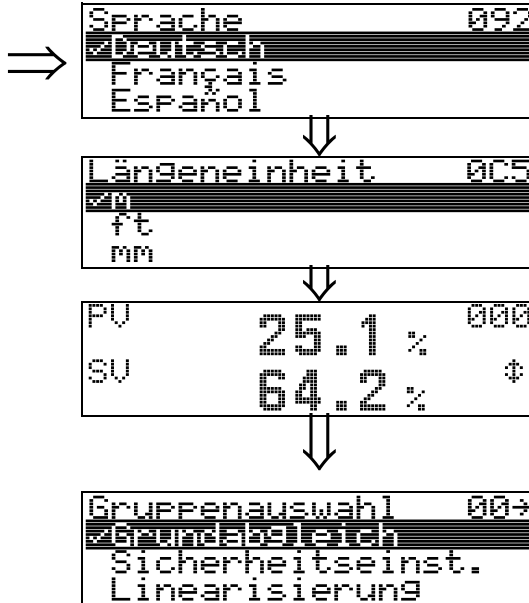 Sprache 092
✓Deutsch
Français
Español
Längeneinheit 0C5
✓m
ft
mm
PV 25.1 % 000
SV 64.2 %
Gruppenauswahl 00→
✓Grundabgleich
Sicherheitseinst.
Linearisierung